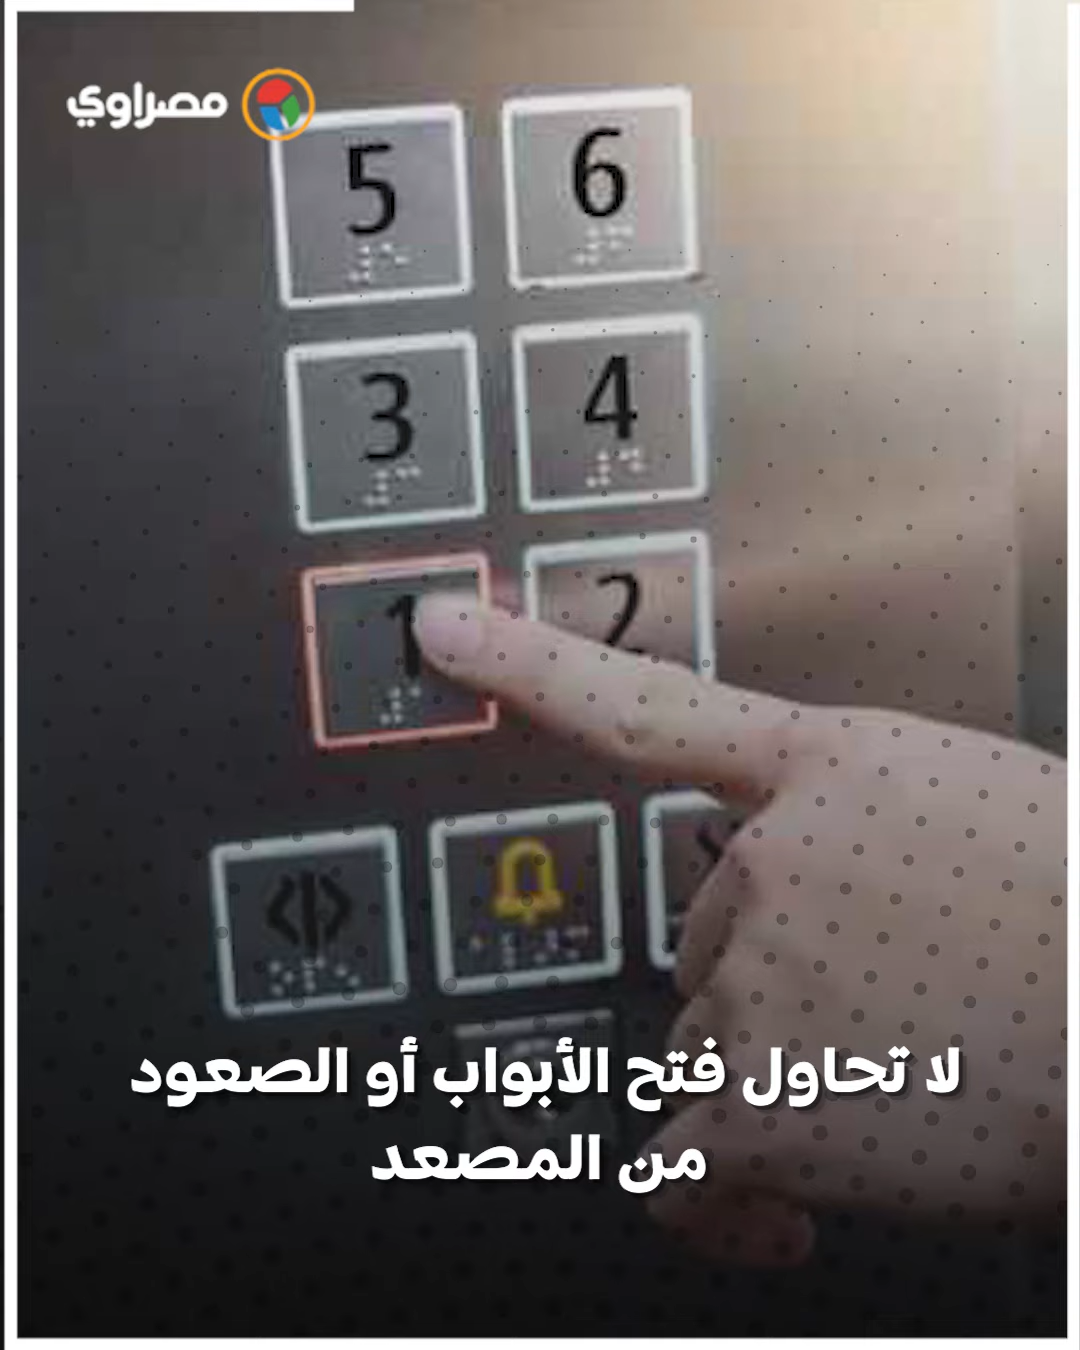 مصراوي
5 6
3 4
1 2
لا تحاول فتح الأبواب أو الصعود
من المصعد